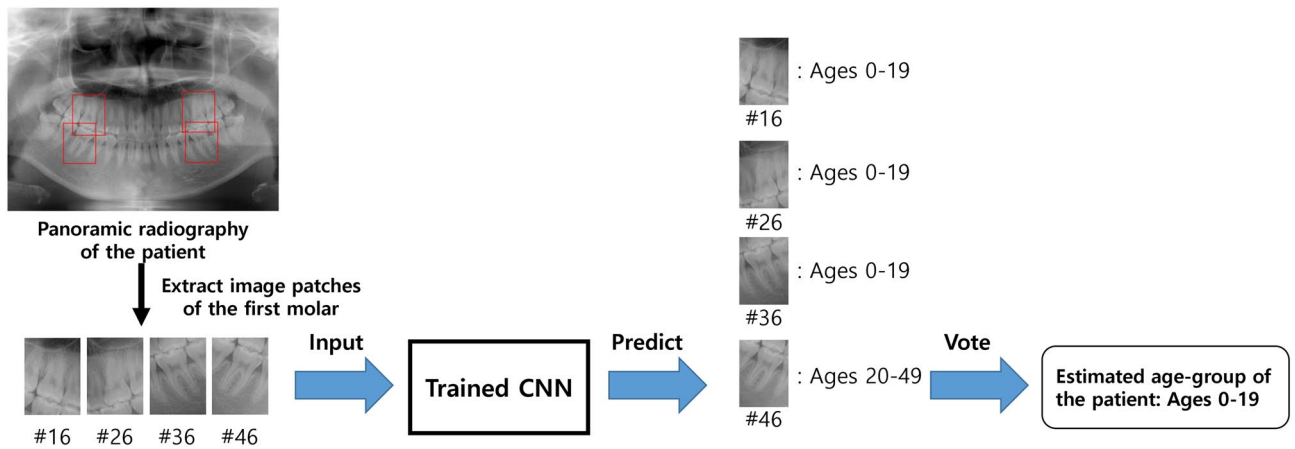 Panoramic radiography
of the patient
Extract image patches
of the first molar
#16 #26 #36 #46
Input
Trained CNN
Predict
: Ages 0-19
#16
: Ages 0-19
#26
: Ages 0-19
#36
: Ages 20-49
#46
Vote
Estimated age-group of
the patient: Ages 0-19